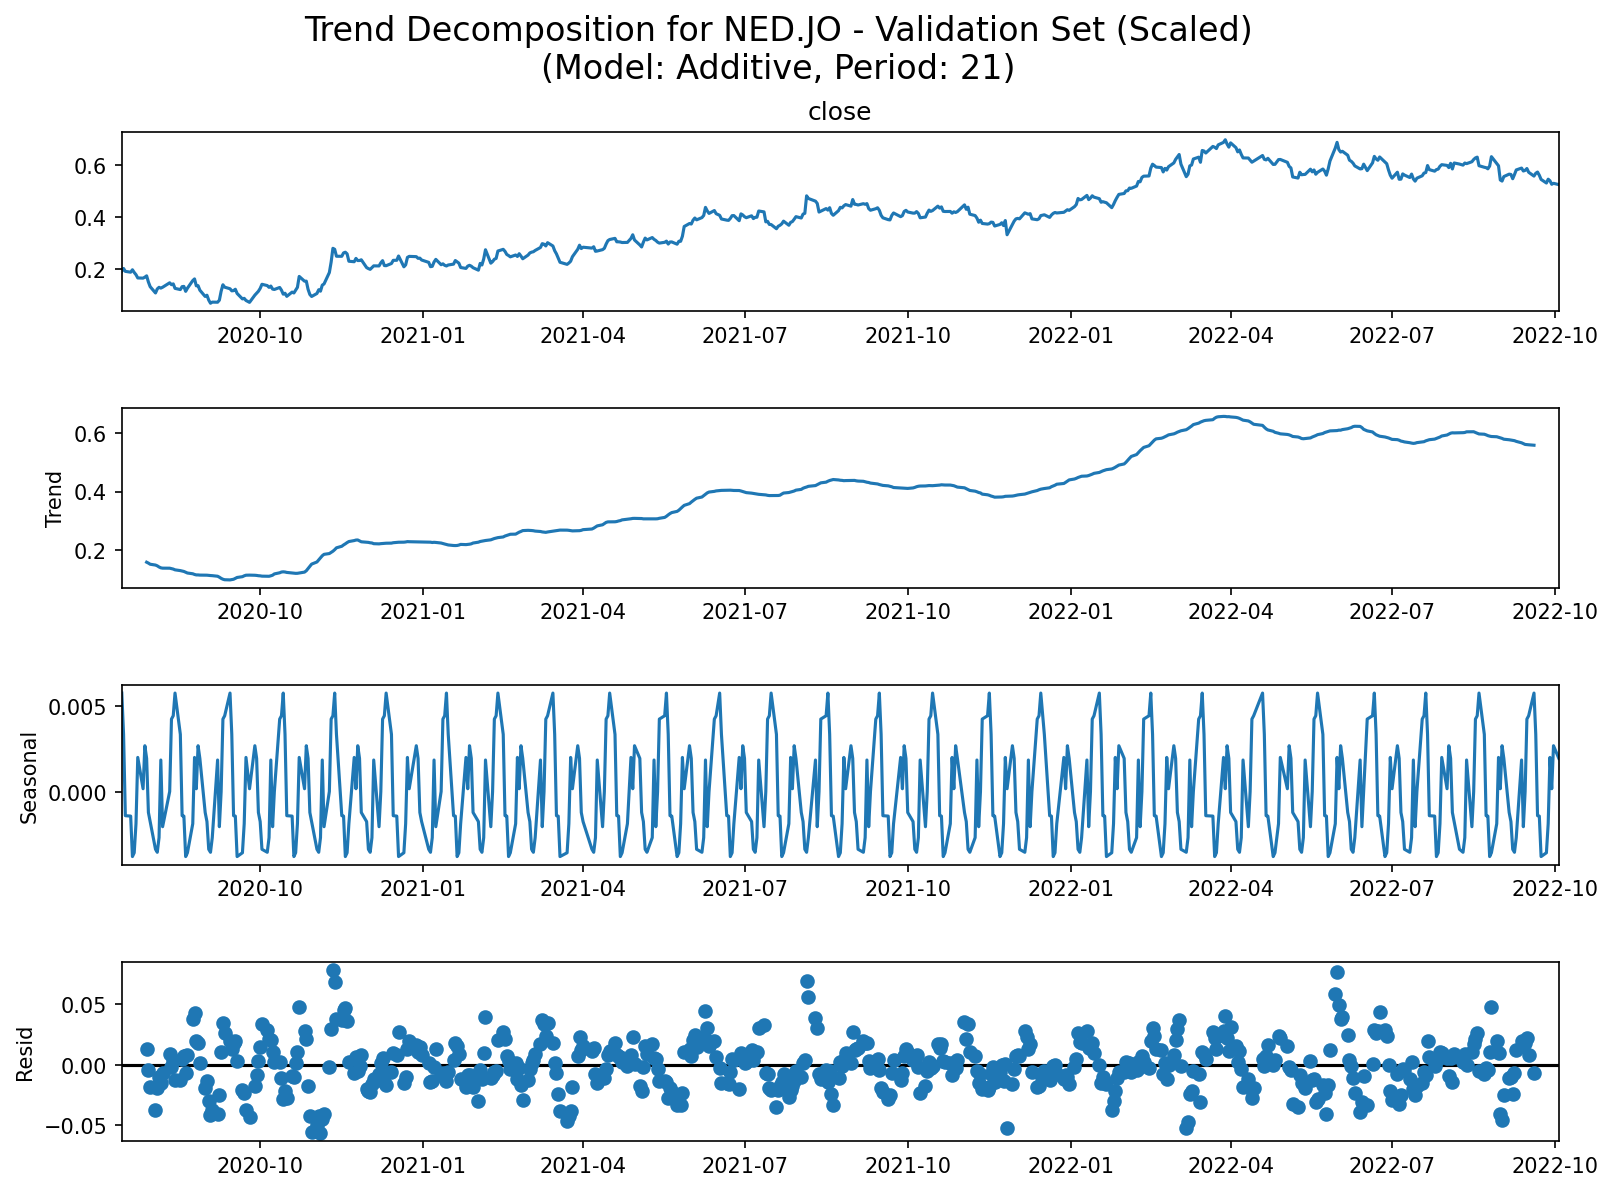 Trend Decomposition for NED.JO - Validation Set (Scaled)
(Model: Additive, Period: 21)
close
0.6
0.4
0.2
2020-10 2021-01 2021-04 2021-07 2021-10 2022-01 2022-04 2022-07 2022-10
Trend
0.6
0.4
0.2
2020-10 2021-01 2021-04 2021-07 2021-10 2022-01 2022-04 2022-07 2022-10
Seasonal
0.005
0.000
2020-10 2021-01 2021-04 2021-07 2021-10 2022-01 2022-04 2022-07 2022-10
Resid
0.05
0.00
−0.05
2020-10 2021-01 2021-04 2021-07 2021-10 2022-01 2022-04 2022-07 2022-10